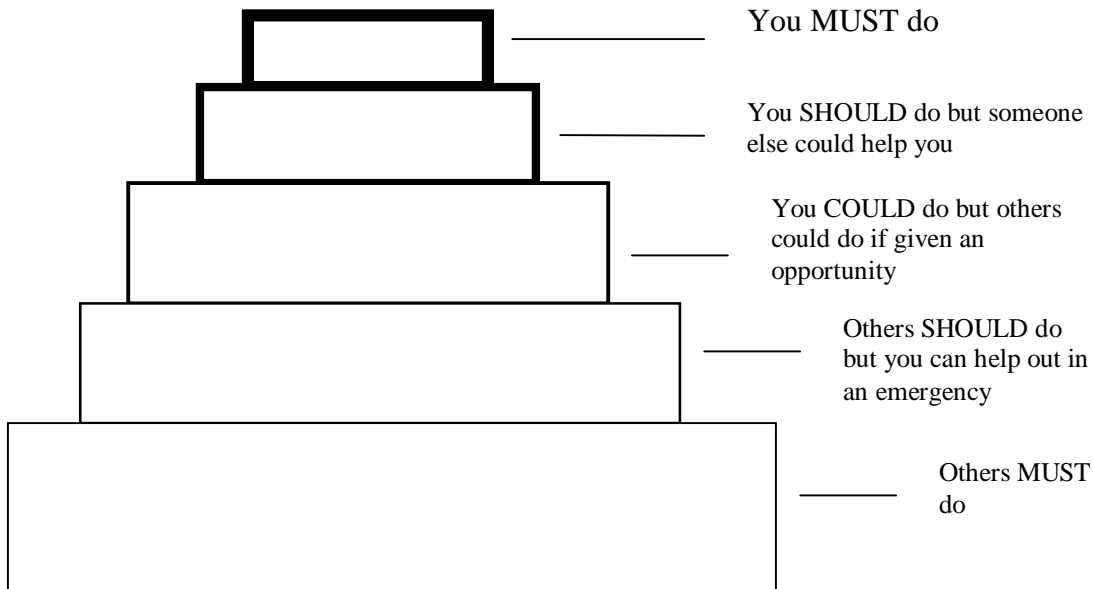 You MUST do
You SHOULD do but someone
else could help you
You COULD do but others
could do if given an
opportunity
Others SHOULD do
but you can help out in
an emergency
Others MUST
do